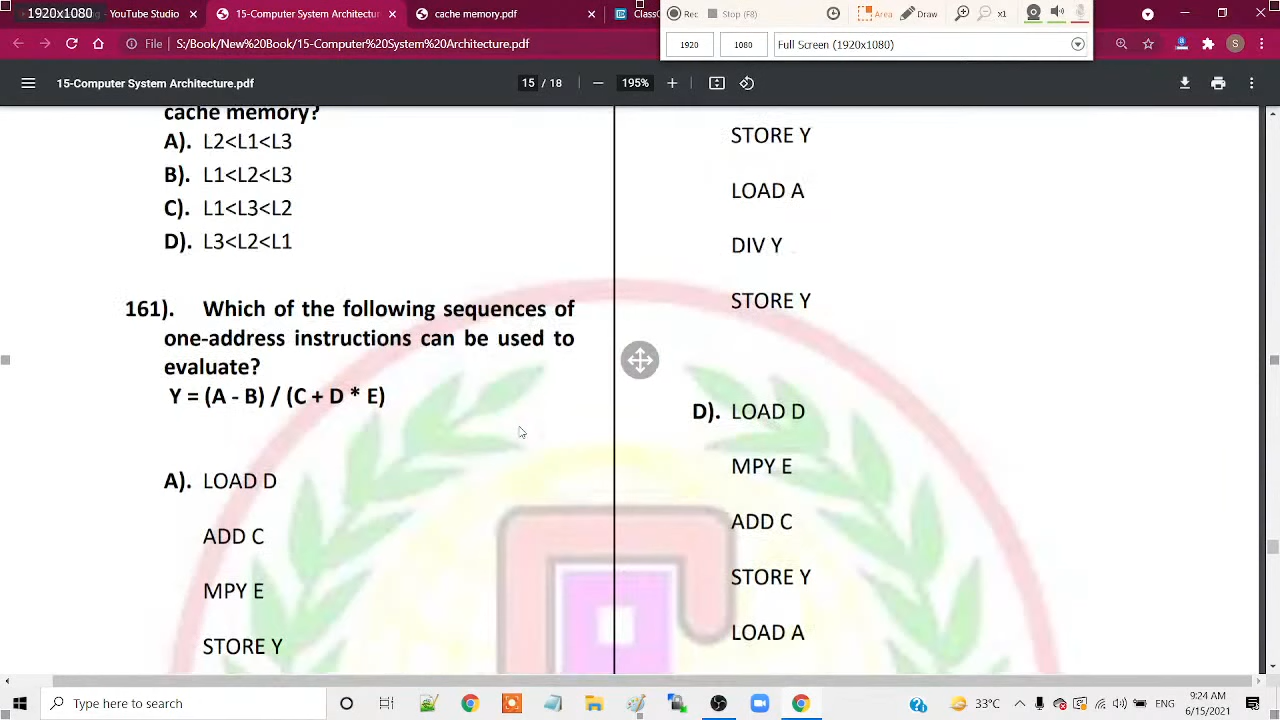 1920x1080
- YouTube Studio
15-Computer System Architectur
cache memory.pdf
Rec
Stop (F8)
Area
Draw
x1
1920
1080
Full Screen (1920x1080)
File
S:/Book/New%20Book/15-Computer%20System%20Architecture.pdf
S
15-Computer System Architecture.pdf
15 / 18
195%
cache memory?
A). L2<L1<L3
B). L1<L2<L3
C). L1<L3<L2
D). L3<L2<L1
161). Which of the following sequences of
one-address instructions can be used to
evaluate?
Y = (A - B) / (C + D * E)
A). LOAD D
ADD C
MPY E
STORE Y
STORE Y
LOAD A
DIV Y
STORE Y
D). LOAD D
MPY E
ADD C
STORE Y
LOAD A
Type here to search
33°C
ENG
9:24 AM
6/15/2021